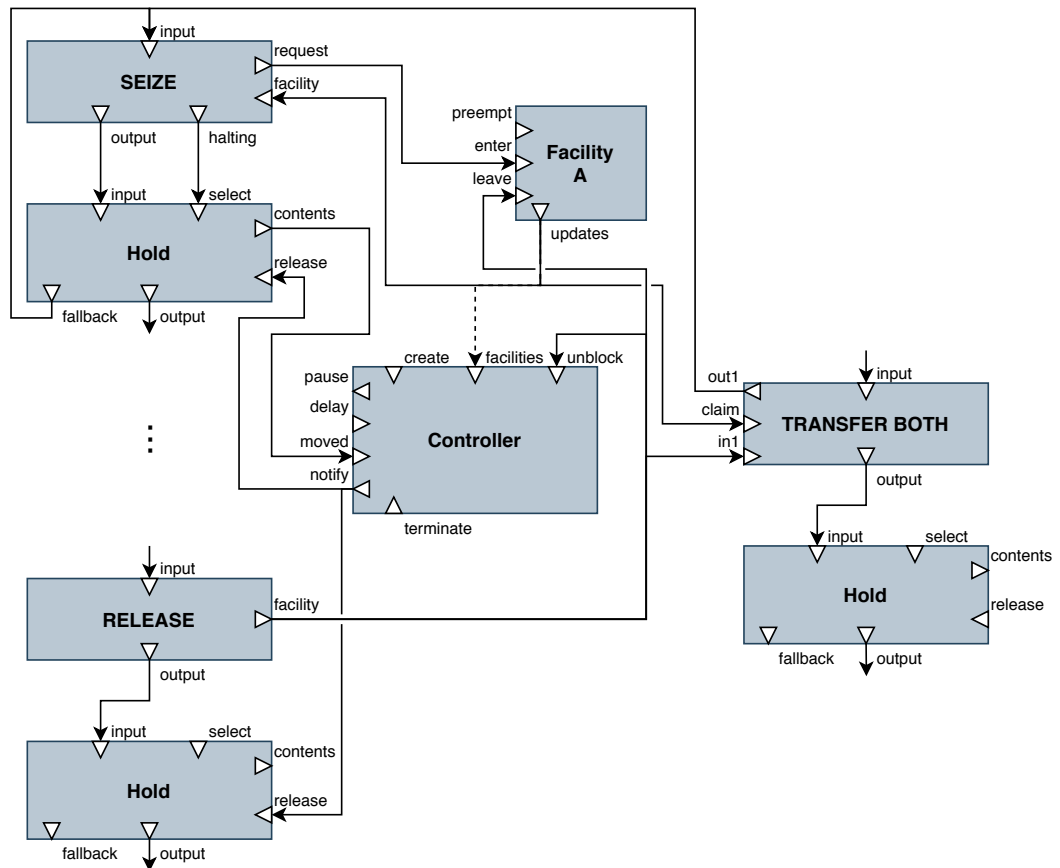 input
SEIZE
request
facility
output
halting
input
select
Hold
contents
release
fallback
output
preempt
enter
leave
Facility
A
updates
create
facilities
unblock
pause
delay
moved
notify
Controller
terminate
input
out1
claim
in1
TRANSFER BOTH
output
input
select
Hold
contents
release
fallback
output
input
RELEASE
facility
output
input
select
Hold
contents
release
fallback
output